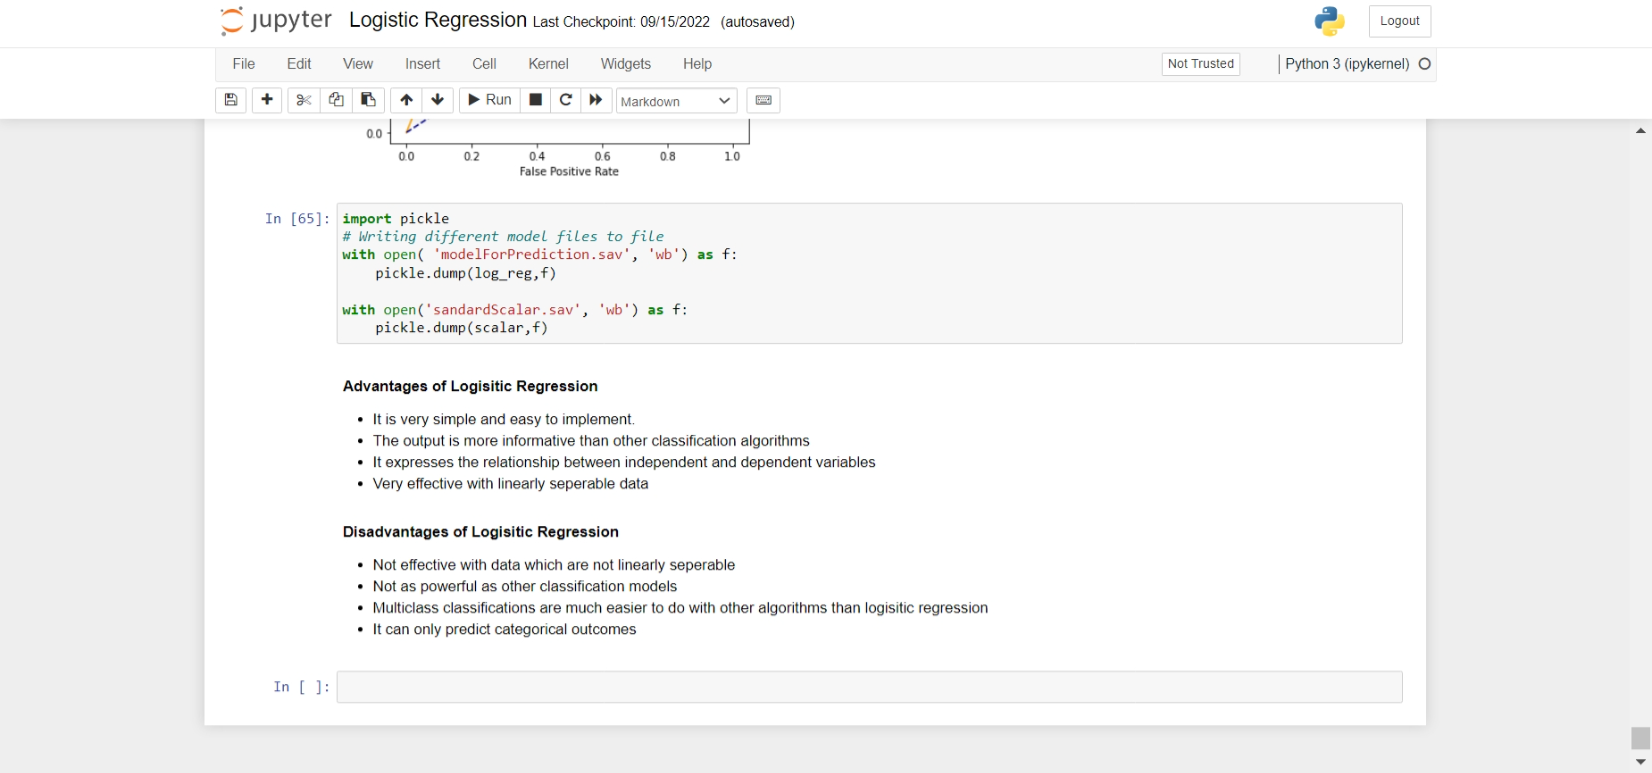 jupyter Logistic Regression Last Checkpoint: 09/15/2022 (autosaved) Logout
File Edit View Insert Cell Kernel Widgets Help Not Trusted Python 3 (ipykernel)
Run Markdown
0.0
0.0 0.2 0.4 0.6 0.8 1.0
False Positive Rate
In [65]: import pickle
# Writing different model files to file
with open( 'modelForPrediction.sav', 'wb') as f:
    pickle.dump(log_reg,f)
with open('sandardScalar.sav', 'wb') as f:
    pickle.dump(scalar,f)
Advantages of Logisitic Regression
• It is very simple and easy to implement.
• The output is more informative than other classification algorithms
• It expresses the relationship between independent and dependent variables
• Very effective with linearly seperable data
Disadvantages of Logisitic Regression
• Not effective with data which are not linearly seperable
• Not as powerful as other classification models
• Multiclass classifications are much easier to do with other algorithms than logisitic regression
• It can only predict categorical outcomes
In [ ]: